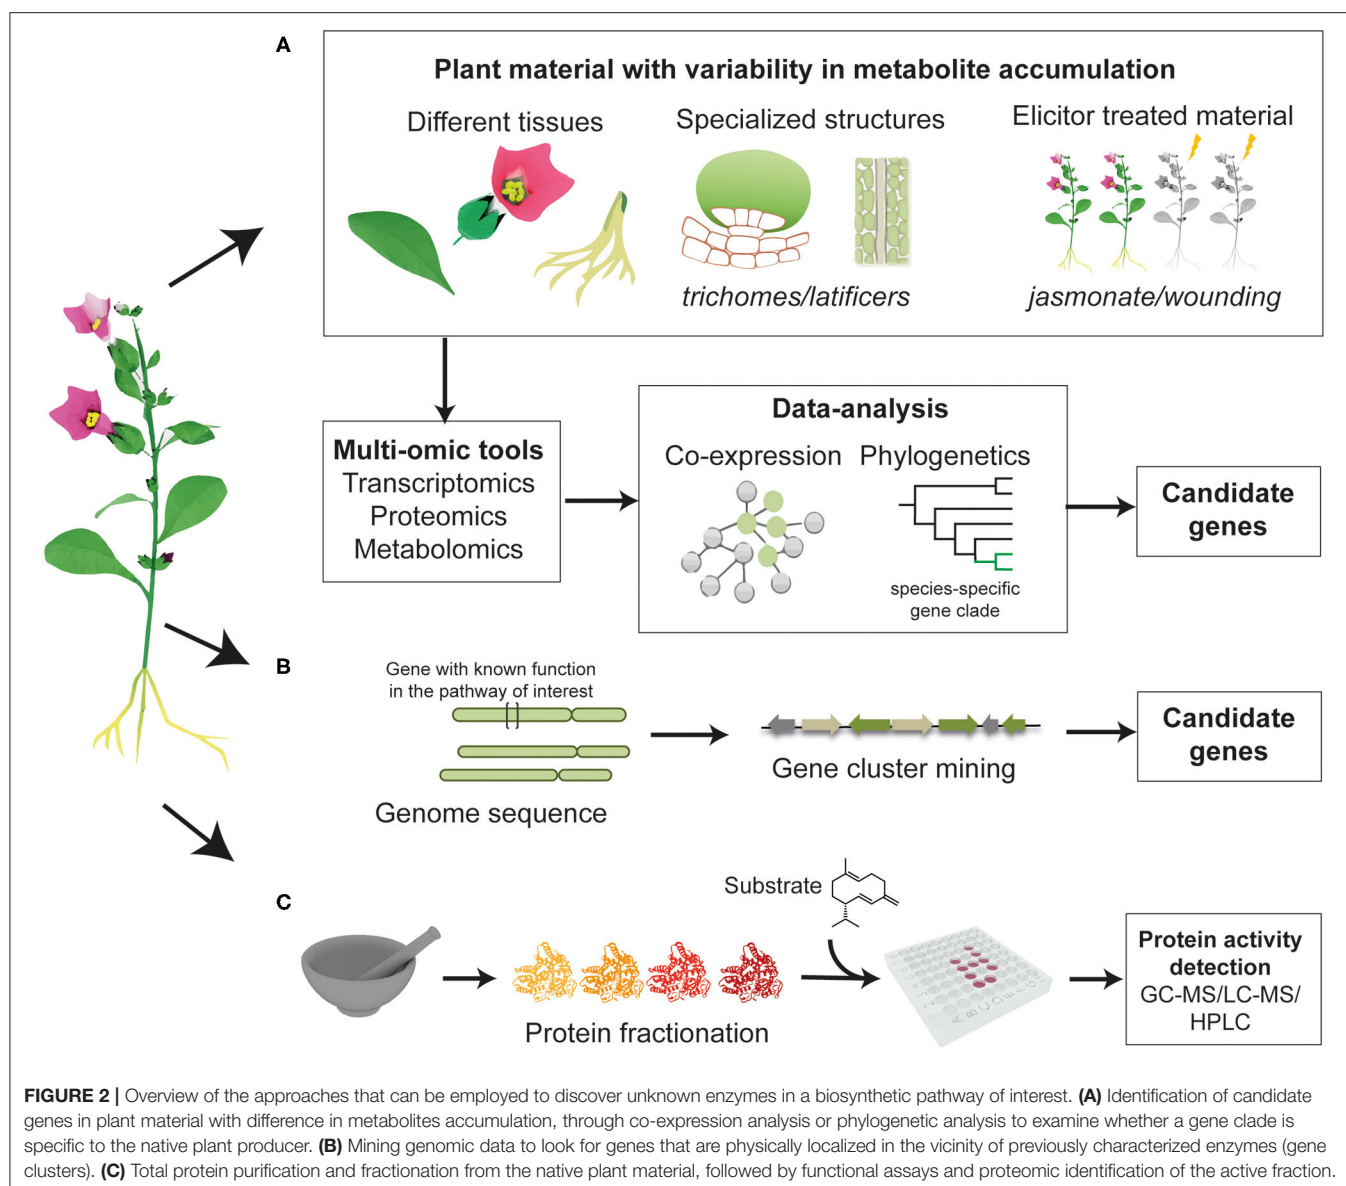 A
Plant material with variability in metabolite accumulation
Different tissues
Specialized structures
Elicitor treated material
trichomes/latificers
jasmonate/wounding
Multi-omic tools
Transcriptomics
Proteomics
Metabolomics
Data-analysis
Co-expression
Phylogenetics
species-specific
gene clade
Candidate
genes
B
Gene with known function
in the pathway of interest
Genome sequence
Gene cluster mining
Candidate
genes
C
Substrate
Protein fractionation
A B C D E F G H
Protein activity
detection
GC-MS/LC-MS/
HPLC
FIGURE 2 | Overview of the approaches that can be employed to discover unknown enzymes in a biosynthetic pathway of interest. (A) Identification of candidate
genes in plant material with difference in metabolites accumulation, through co-expression analysis or phylogenetic analysis to examine whether a gene clade is
specific to the native plant producer. (B) Mining genomic data to look for genes that are physically localized in the vicinity of previously characterized enzymes (gene
clusters). (C) Total protein purification and fractionation from the native plant material, followed by functional assays and proteomic identification of the active fraction.